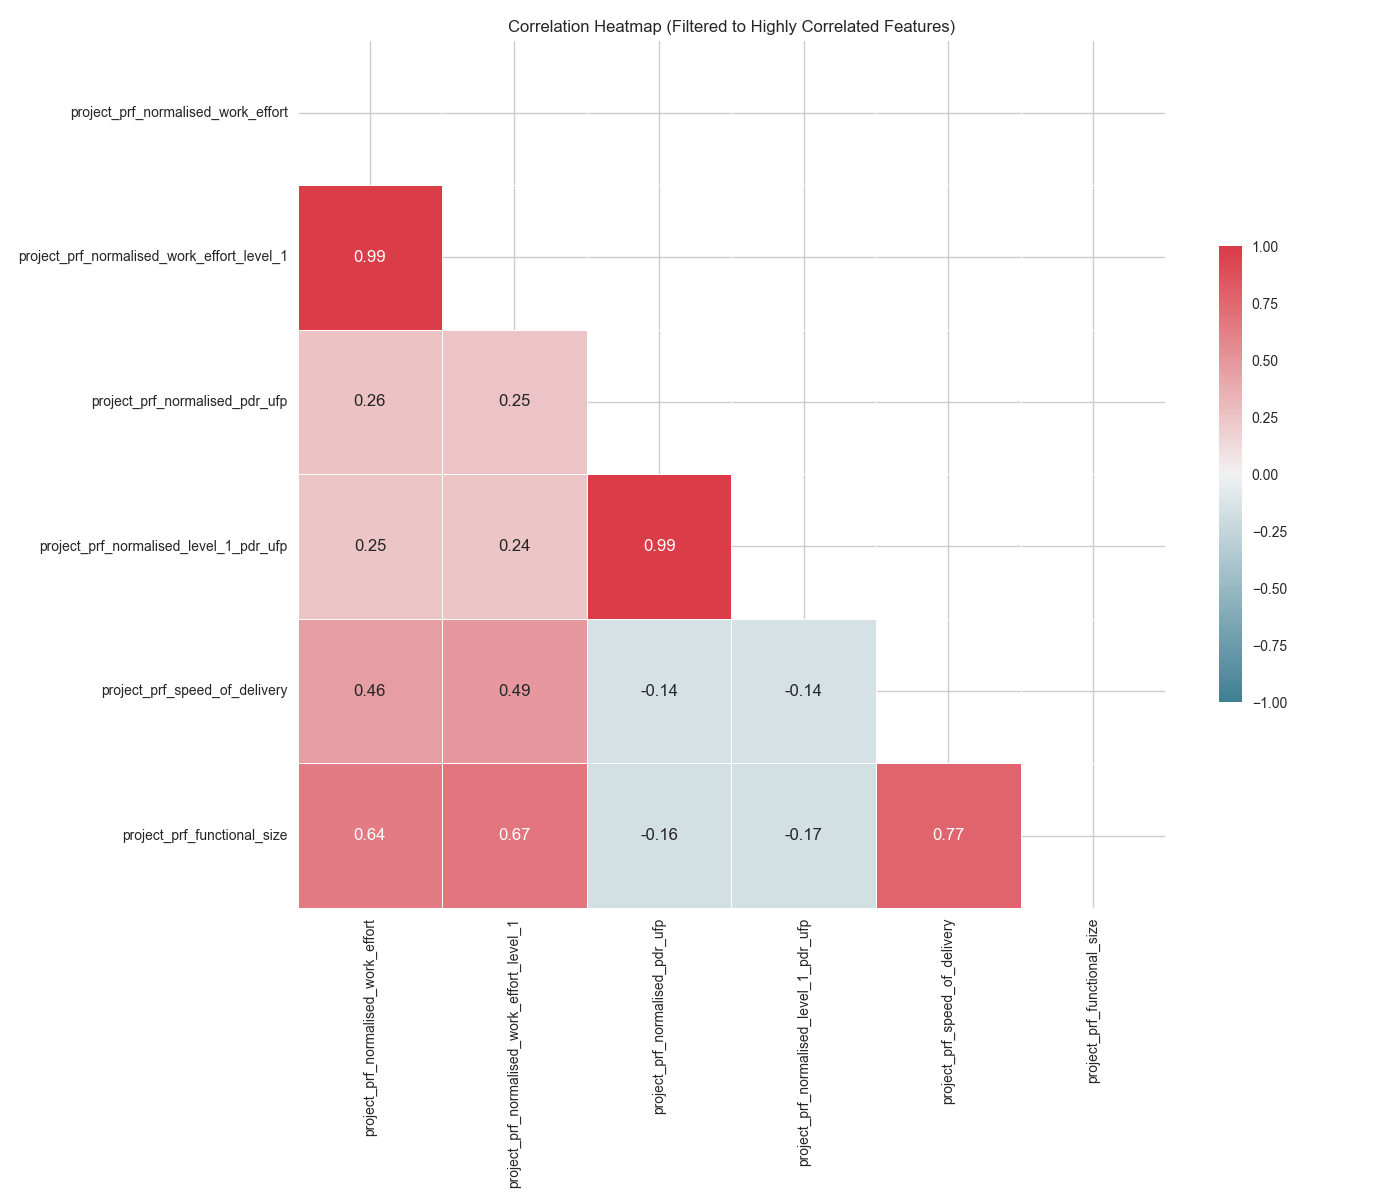 Correlation Heatmap (Filtered to Highly Correlated Features)
project_prf_normalised_work_effort
project_prf_normalised_work_effort_level_1
0.99
project_prf_normalised_pdr_ufp
0.26
0.25
project_prf_normalised_level_1_pdr_ufp
0.25
0.24
0.99
project_prf_speed_of_delivery
0.46
0.49
-0.14
-0.14
project_prf_functional_size
0.64
0.67
-0.16
-0.17
0.77
project_prf_normalised_work_effort
project_prf_normalised_work_effort_level_1
project_prf_normalised_pdr_ufp
project_prf_normalised_level_1_pdr_ufp
project_prf_speed_of_delivery
project_prf_functional_size
1.00
0.75
0.50
0.25
0.00
−0.25
−0.50
−0.75
−1.00